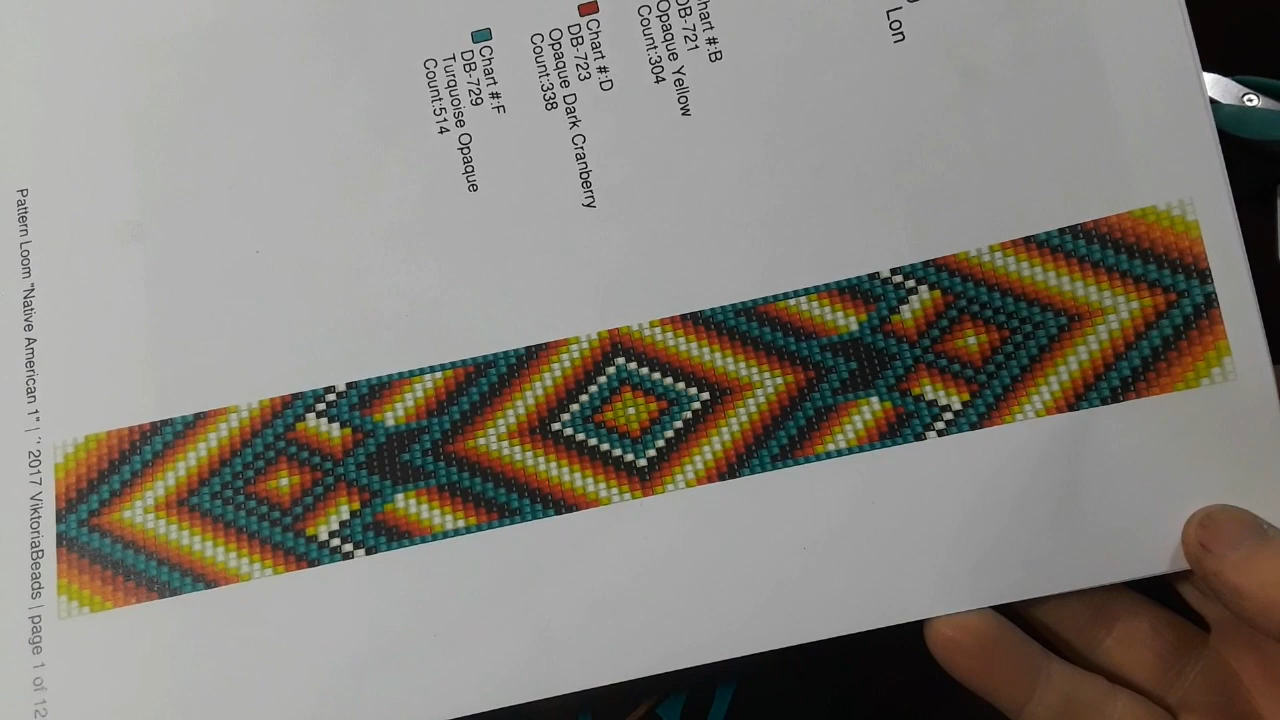 Lon
Chart #:B
DB-721
Opaque Yellow
Count:304
Chart #:D
DB-723
Opaque Dark Cranberry
Count:338
Chart #:F
DB-729
Turquoise Opaque
Count:514
Pattern Loom "Native American 1" | '' 2017 ViktoriaBeads | page 1 of 12